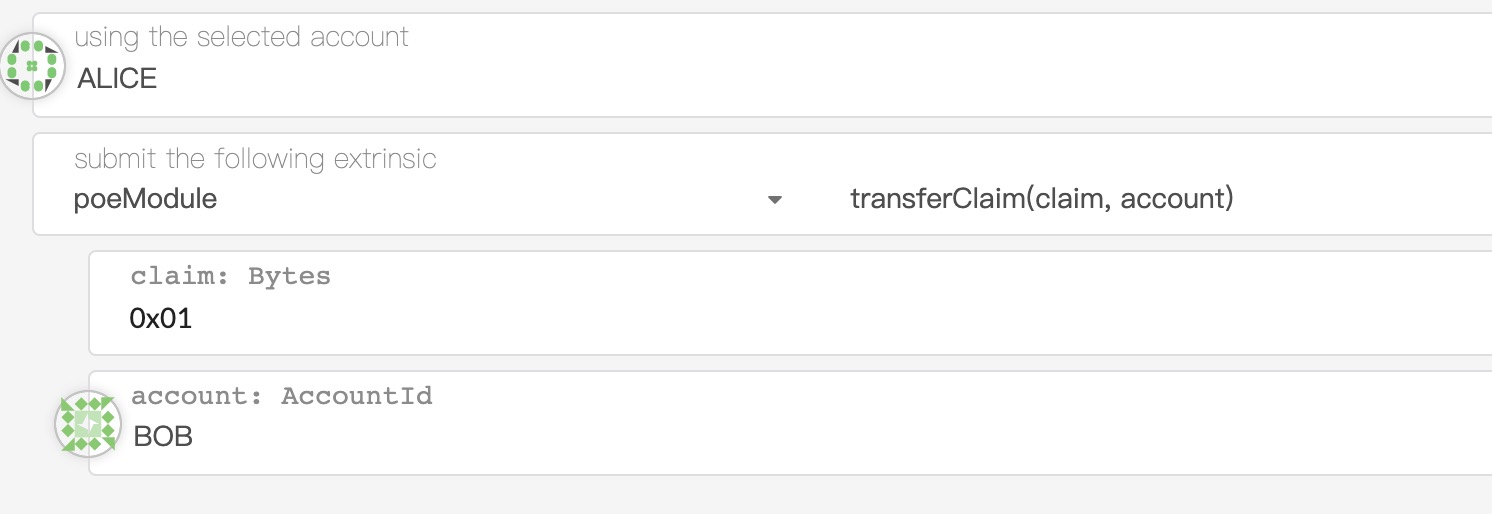 using the selected account
ALICE
submit the following extrinsic
poeModule
transferClaim(claim, account)
claim: Bytes
0x01
account: AccountId
BOB